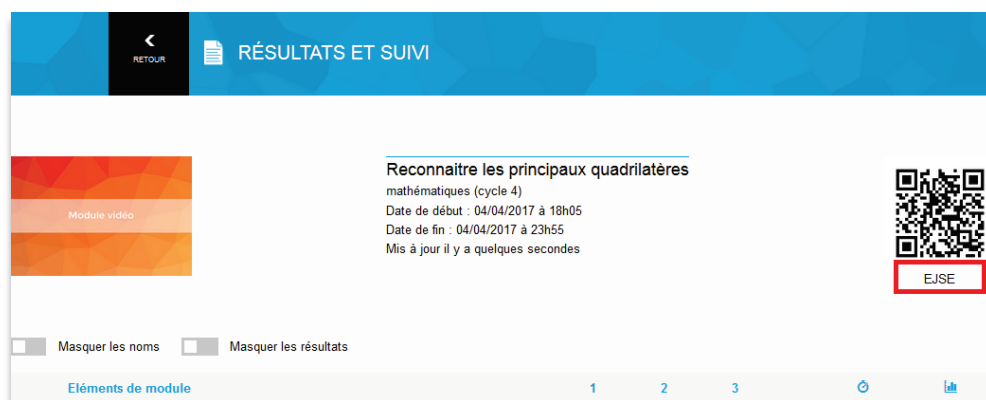 RETOUR
RÉSULTATS ET SUIVI
Module vidéo
Reconnaitre les principaux quadrilatères
mathématiques (cycle 4)
Date de début : 04/04/2017 à 18h05
Date de fin : 04/04/2017 à 23h55
Mis à jour il y a quelques secondes
EJSE
Masquer les noms Masquer les résultats
Eléments de module 1 2 3